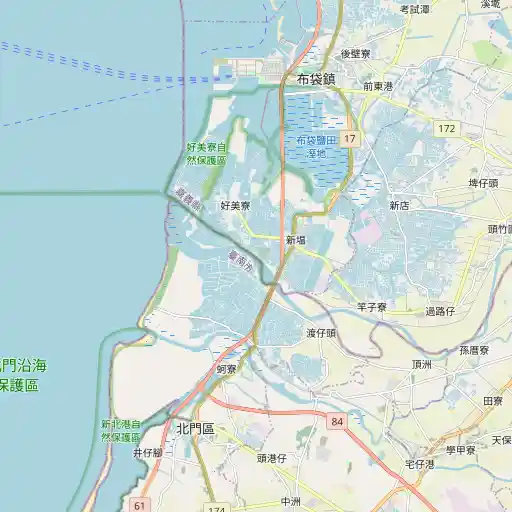 考試潭
溪墘
後壁寮
布袋鎮
前東港
172
17
布袋鹽田
溼地
好美寮自
然保護區
埤仔頭
嘉義縣
好美寮
新店
頭竹圍
新塭
臺南市
竿子寮
過路仔
渡仔頭
孫厝寮
門沿海
保護區
蚵寮
頂洲
田寮
新北港自
然保護區
84
北門區
天保
井仔腳
學甲寮
頭港仔
宅仔港
61
174
中洲